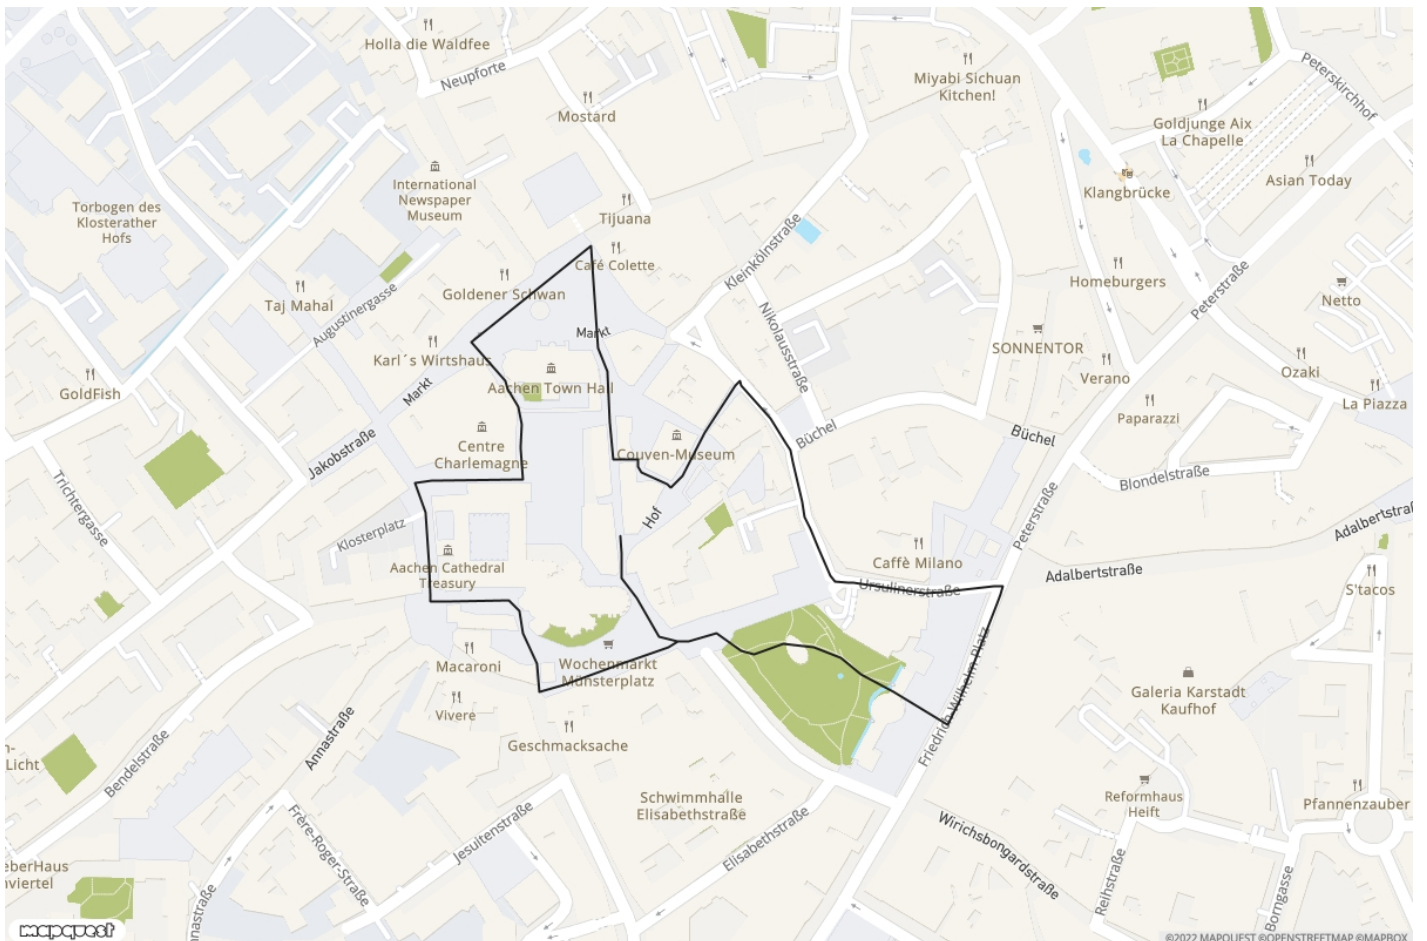 Holla die Waldfee
Neupforte
Mostard
Miyabi Sichuan
Kitchen!
Peterskirchhof
Goldjunge Aix
La Chapelle
Asian Today
Klangbrücke
International
Newspaper
Museum
Torbogen des
Klosterather
Hofs
Tijuana
Kleinkölnstraße
Café Colette
Goldener Schwan
Homeburgers
Peterstraße
Netto
Taj Mahal
Augustinergasse
Nikolausstraße
Markt
SONNENTOR
Karl´s Wirtshaus
Verano
Ozaki
GoldFish
Markt
Aachen Town Hall
La Piazza
Paparazzi
Büchel
Büchel
Jakobstraße
Centre
Charlemagne
Couven-Museum
Blondelstraße
Trichtergasse
Hof
Peterstraße
Klosterplatz
Adalbertstraß
Aachen Cathedral
Treasury
Caffè Milano
Adalbertstraße
Ursulinerstraße
S'tacos
Macaroni
Wochenmarkt
Münsterplatz
Friedrich-Wilhelm-Platz
Galeria Karstadt
Kaufhof
Vivere
Annastraße
Geschmacksache
n-
Licht
Bendelstraße
Schwimmhalle
Elisabethstraße
Reformhaus
Heift
Pfannenzauber
Frère-Roger-Straße
Jesuitenstraße
Elisabethstraße
Wirichsbongardstraße
eberHaus
nviertel
Reihstraße
Borngasse
nnastraße
mapquest
©2022 MAPQUEST ©OPENSTREETMAP ©MAPBOX